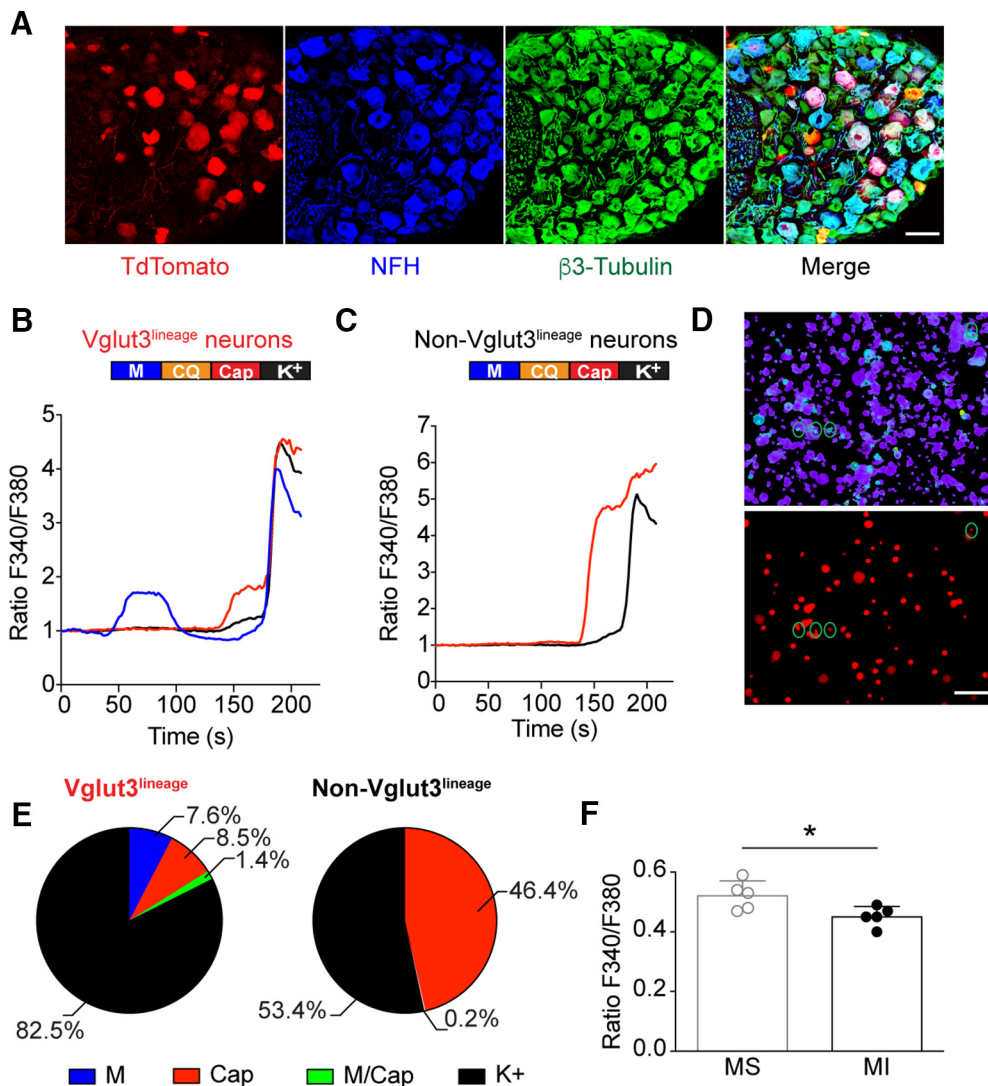 A
TdTomato NFH β3-Tubulin Merge
B
Vglut3lineage neurons
M CQ Cap K+
Ratio F340/F380
5
4
3
2
1
0
0 50 100 150 200
Time (s)
C
Non-Vglut3lineage neurons
M CQ Cap K+
Ratio F340/F380
7
6
5
4
3
2
1
0
0 50 100 150 200
Time (s)
D
E
Vglut3lineage
7.6%
8.5%
1.4%
82.5%
Non-Vglut3lineage
46.4%
53.4%
0.2%
M Cap M/Cap K+
F
*
Ratio F340/F380
0.6
0.4
0.2
0.0
MS MI